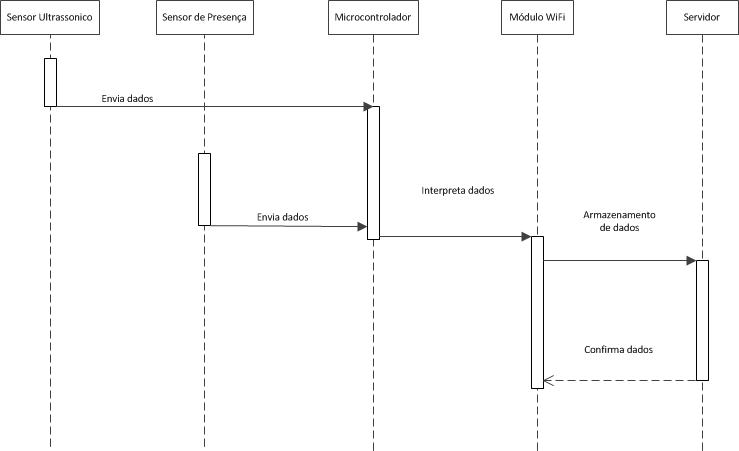 Sensor Ultrassonico
Sensor de Presença
Microcontrolador
Módulo WiFi
Servidor
Envia dados
Interpreta dados
Envia dados
Armazenamento
de dados
Confirma dados